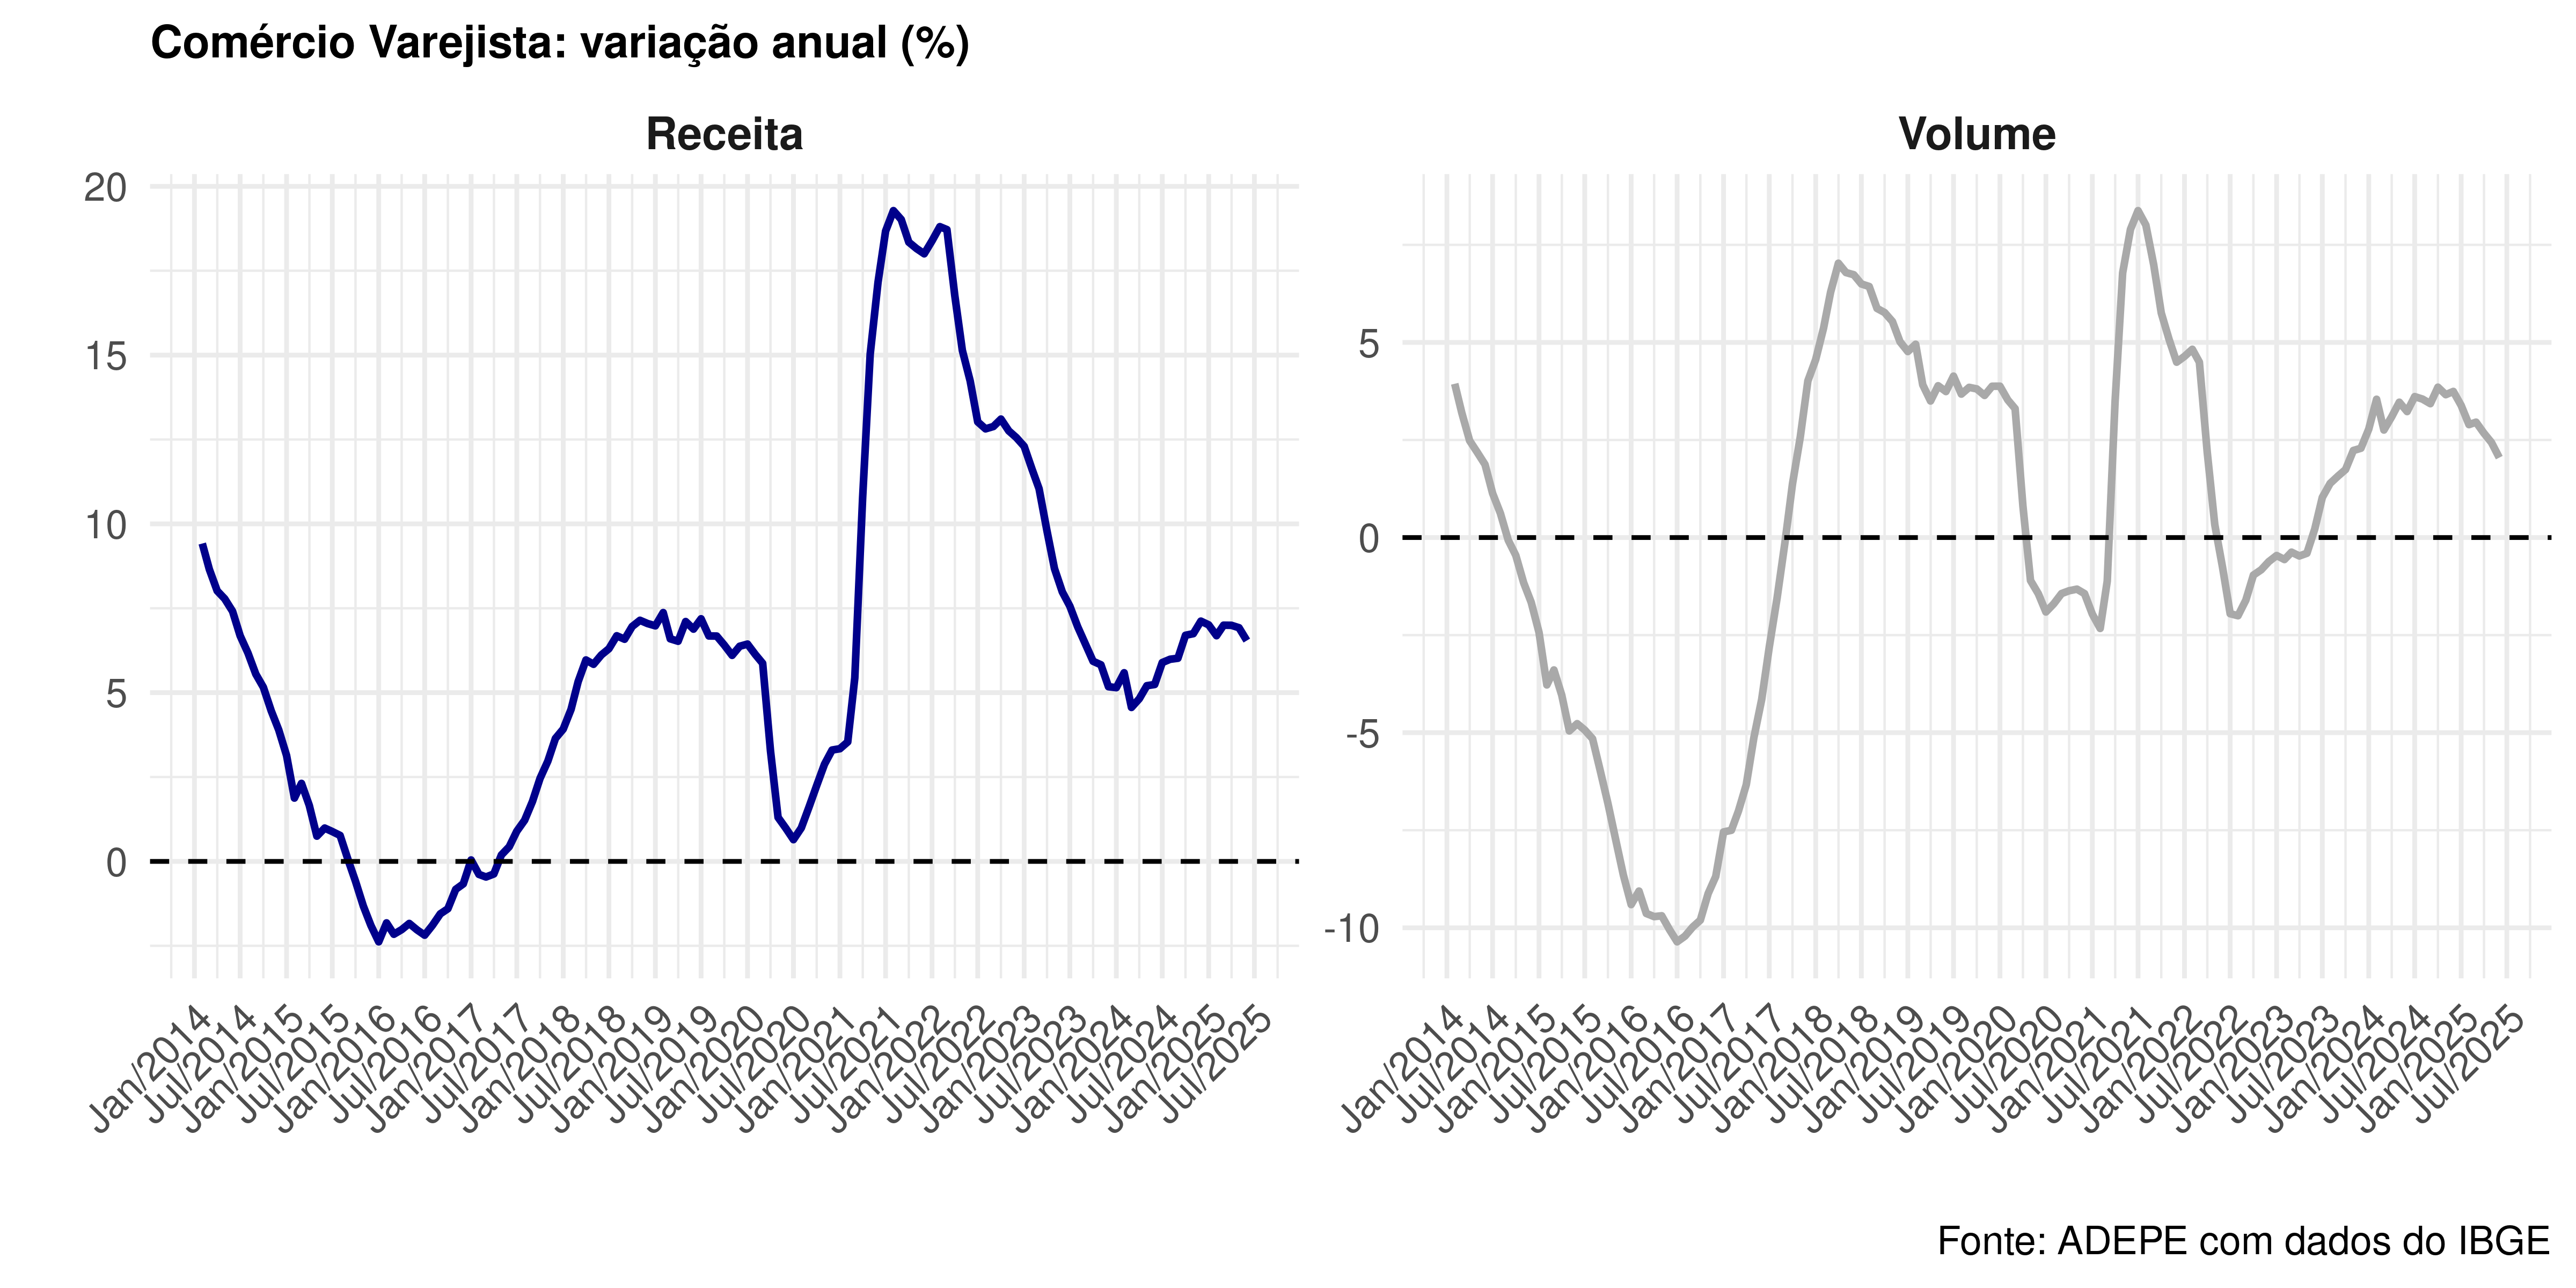 Comércio Varejista: variação anual (%)
Receita
20
15
10
5
0
Jan/2014
Jul/2014
Jan/2015
Jul/2015
Jan/2016
Jul/2016
Jan/2017
Jul/2017
Jan/2018
Jul/2018
Jan/2019
Jul/2019
Jan/2020
Jul/2020
Jan/2021
Jul/2021
Jan/2022
Jul/2022
Jan/2023
Jul/2023
Jan/2024
Jul/2024
Jan/2025
Jul/2025
Volume
5
0
-5
-10
Jan/2014
Jul/2014
Jan/2015
Jul/2015
Jan/2016
Jul/2016
Jan/2017
Jul/2017
Jan/2018
Jul/2018
Jan/2019
Jul/2019
Jan/2020
Jul/2020
Jan/2021
Jul/2021
Jan/2022
Jul/2022
Jan/2023
Jul/2023
Jan/2024
Jul/2024
Jan/2025
Jul/2025
Fonte: ADEPE com dados do IBGE